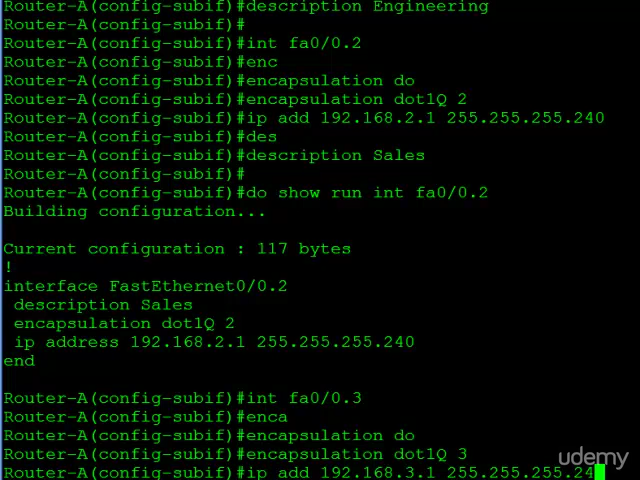 Router-A(config-subif)#description Engineering
Router-A(config-subif)#
Router-A(config-subif)#int fa0/0.2
Router-A(config-subif)#enc
Router-A(config-subif)#encapsulation do
Router-A(config-subif)#encapsulation dot1Q 2
Router-A(config-subif)#ip add 192.168.2.1 255.255.255.240
Router-A(config-subif)#des
Router-A(config-subif)#description Sales
Router-A(config-subif)#
Router-A(config-subif)#do show run int fa0/0.2
Building configuration...
Current configuration : 117 bytes
!
interface FastEthernet0/0.2
description Sales
encapsulation dot1Q 2
ip address 192.168.2.1 255.255.255.240
end
Router-A(config-subif)#int fa0/0.3
Router-A(config-subif)#enca
Router-A(config-subif)#encapsulation do
Router-A(config-subif)#encapsulation dot1Q 3
Router-A(config-subif)#ip add 192.168.3.1 255.255.255.24
udemy